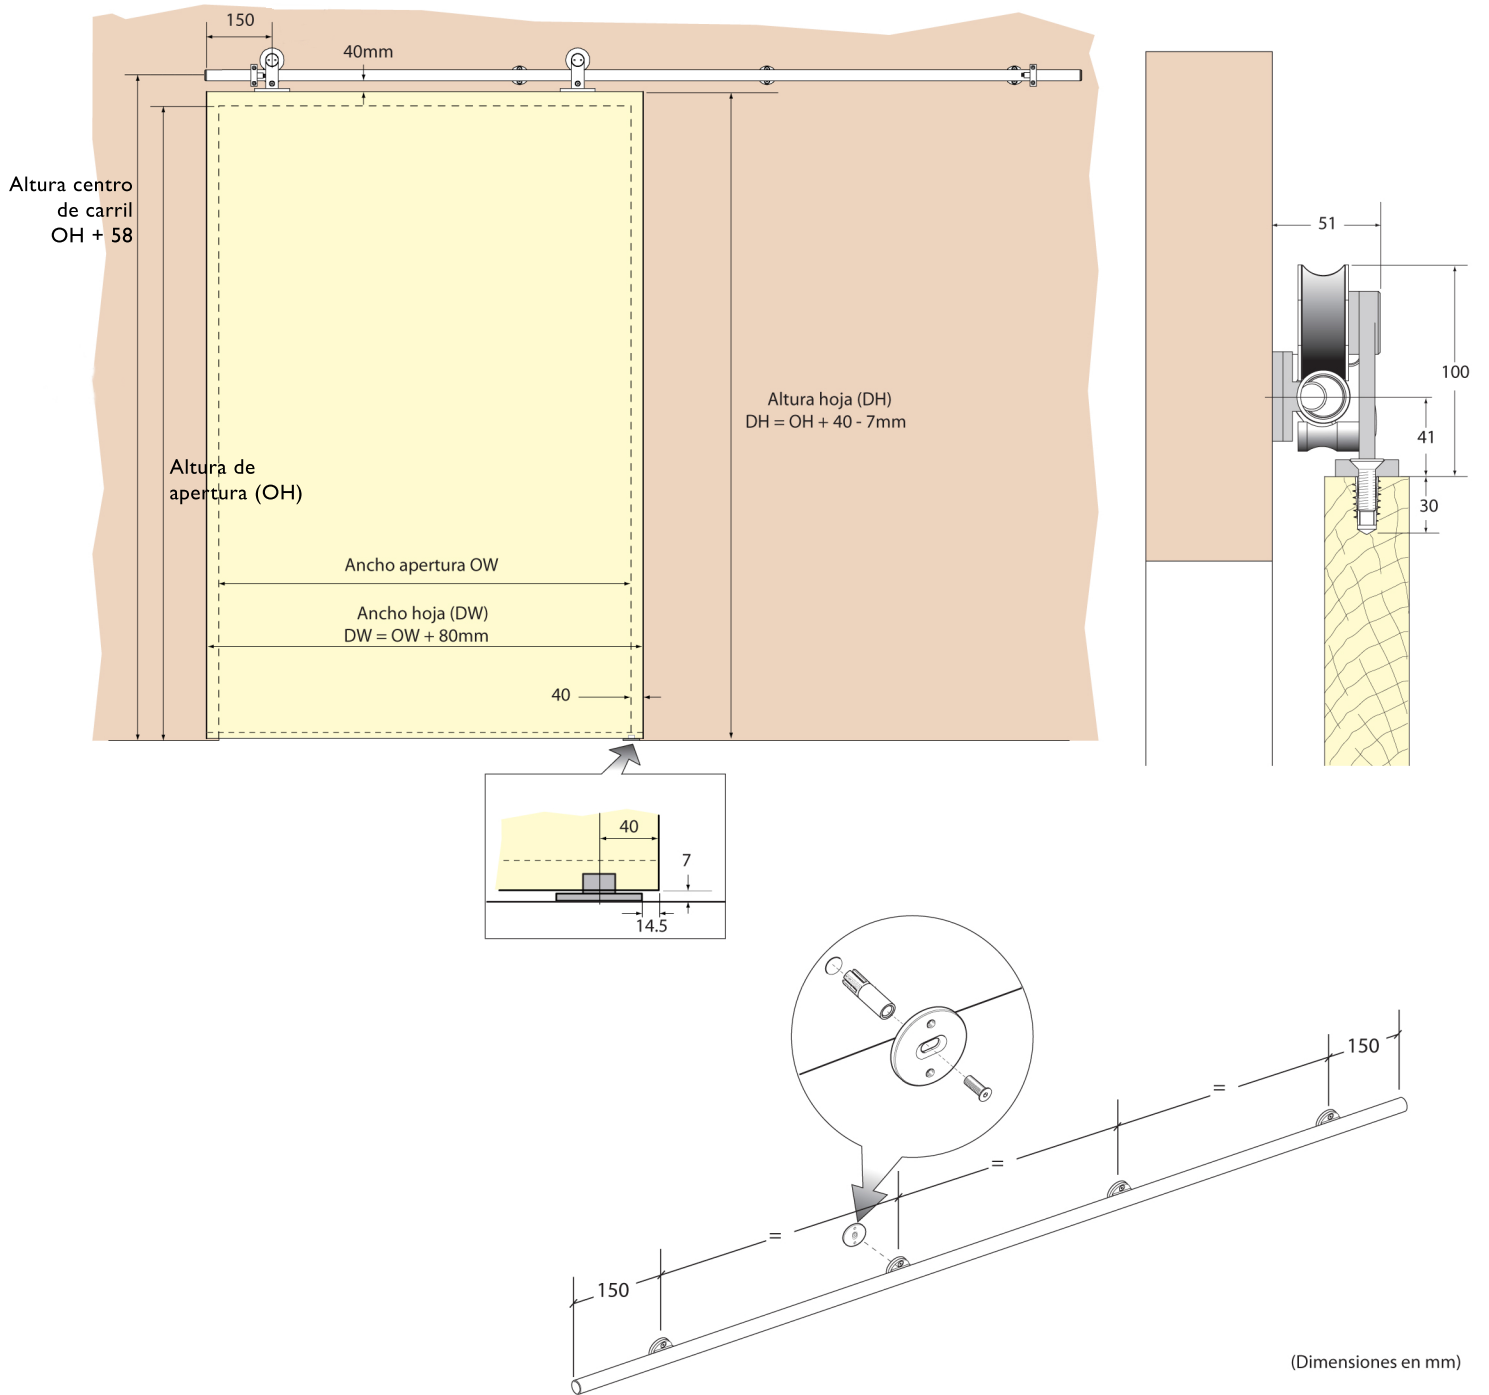 150
40mm
Altura centro
de carril
OH + 58
51
100
Altura hoja (DH)
DH = OH + 40 - 7mm
41
Altura de
apertura (OH)
30
Ancho apertura OW
Ancho hoja (DW)
DW = OW + 80mm
40
40
7
14.5
150
=
=
=
150
(Dimensiones en mm)